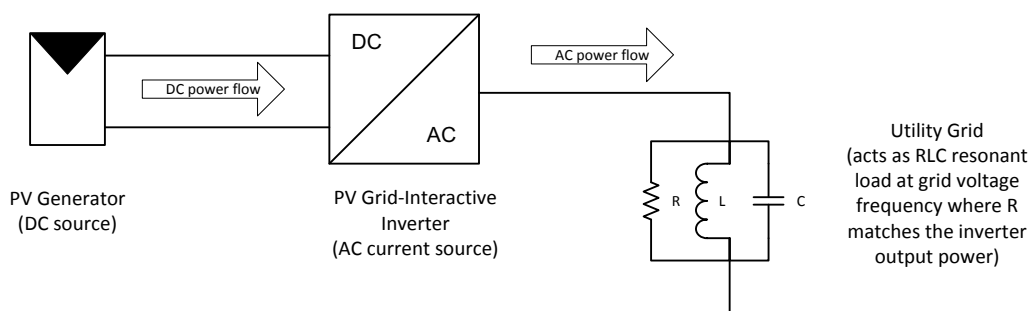 DC
AC power flow
DC power flow
AC
PV Generator
(DC source)
PV Grid-Interactive
Inverter
(AC current source)
R
L
C
Utility Grid
(acts as RLC resonant
load at grid voltage
frequency where R
matches the inverter
output power)